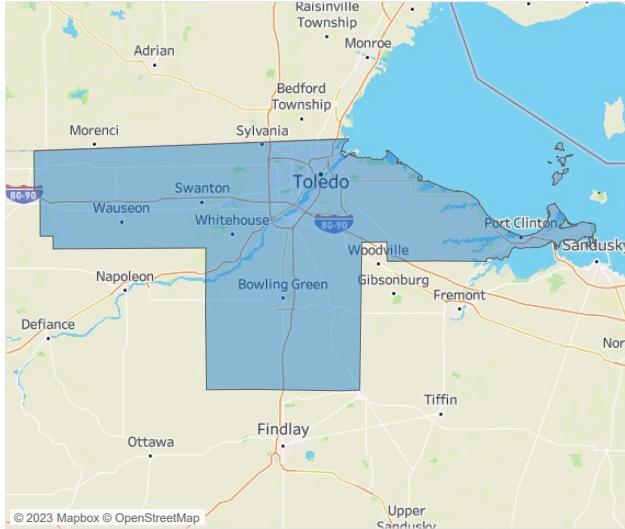 Raisinville
Township
Adrian
Monroe
Bedford
Township
Morenci
Sylvania
Toledo
80-90
Swanton
Wauseon
Whitehouse
80-90
Port Clinton
Woodville
Sandusky
Napoleon
Bowling Green
Gibsonburg
Fremont
Defiance
Nor
Tiffin
Findlay
Ottawa
Upper
Sandusky
© 2023 Mapbox © OpenStreetMap